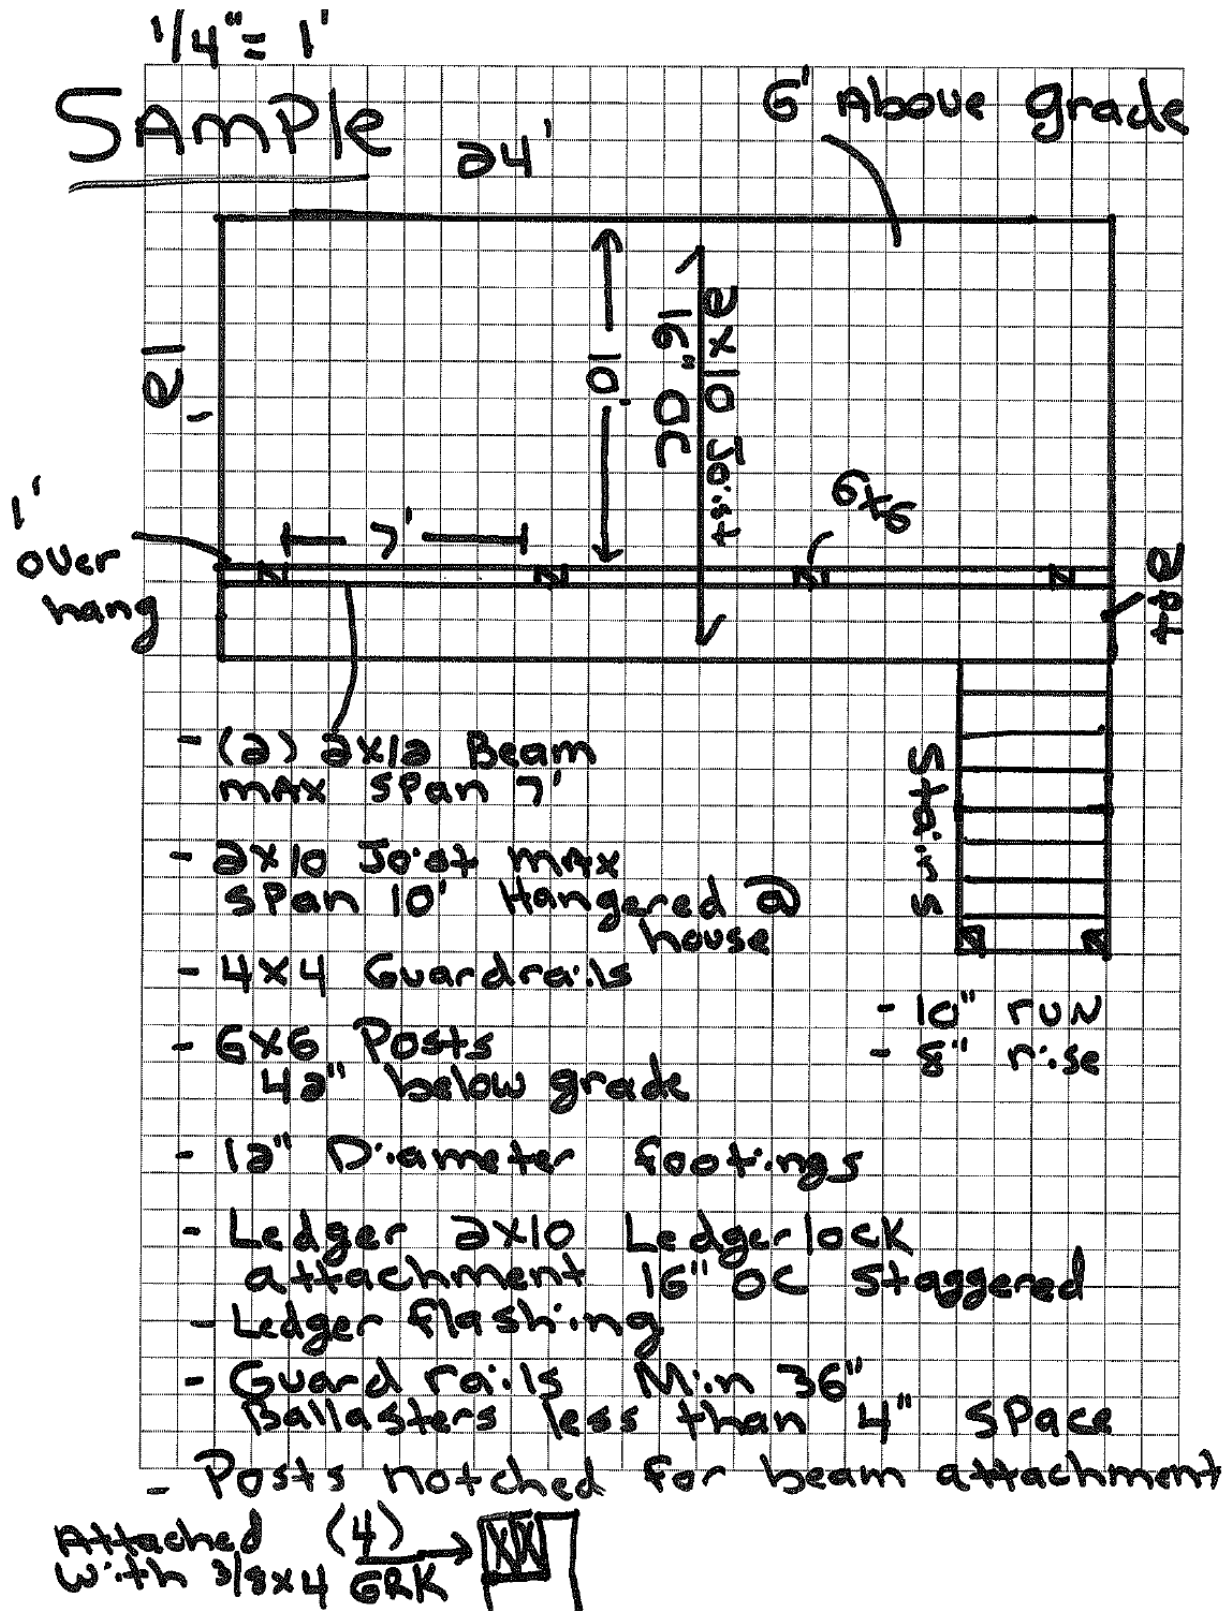 1/4" = 1'
SAmPle
24'
6' Above grade
12'
10'
16" OC
2x10 Joist
6x6
7'
1'
over
hang
2ft
- (2) 2x12 Beam
mAx span 7'
- 2x10 Joist mAx
span 10' Hangered @
house
- 4x4 Guardrails
- 6x6 Posts
42" below grade
Stairs
- 10" ruN
- 8" rise
- 12" Diameter footings
- Ledger 2x10 Ledgerlock
attachment 16" OC Staggered
- Ledger flashing
- Guard rails Min 36"
Ballasters less than 4" SPace
- Posts notched for beam attachment
Attached (4)
with 3/8x4 GRK